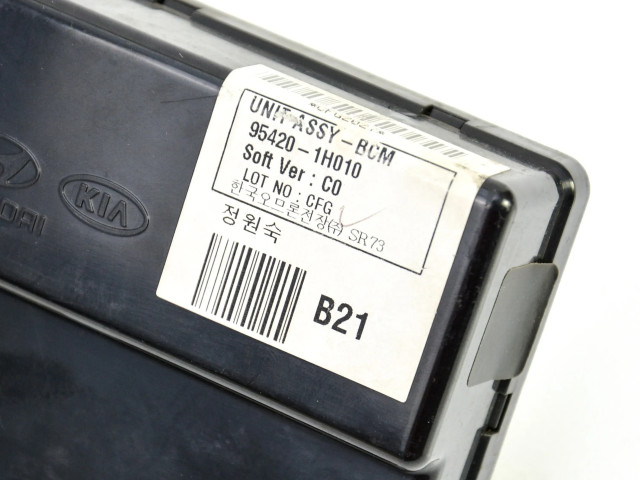 UNIT ASSY-BCM
95420-1H010
Soft Ver : C0
LOT NO : CFG
한국오므론전장㈜ SR73
정원숙
B21
KIA